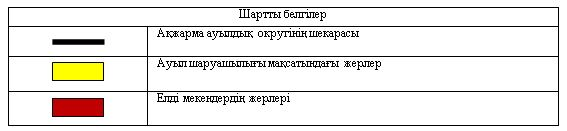 Шартты белгілер
Ақжарма ауылдық округінің шекарасы
Ауыл шаруашылығы мақсатындағы жерлер
Елді мекендердің жерлері